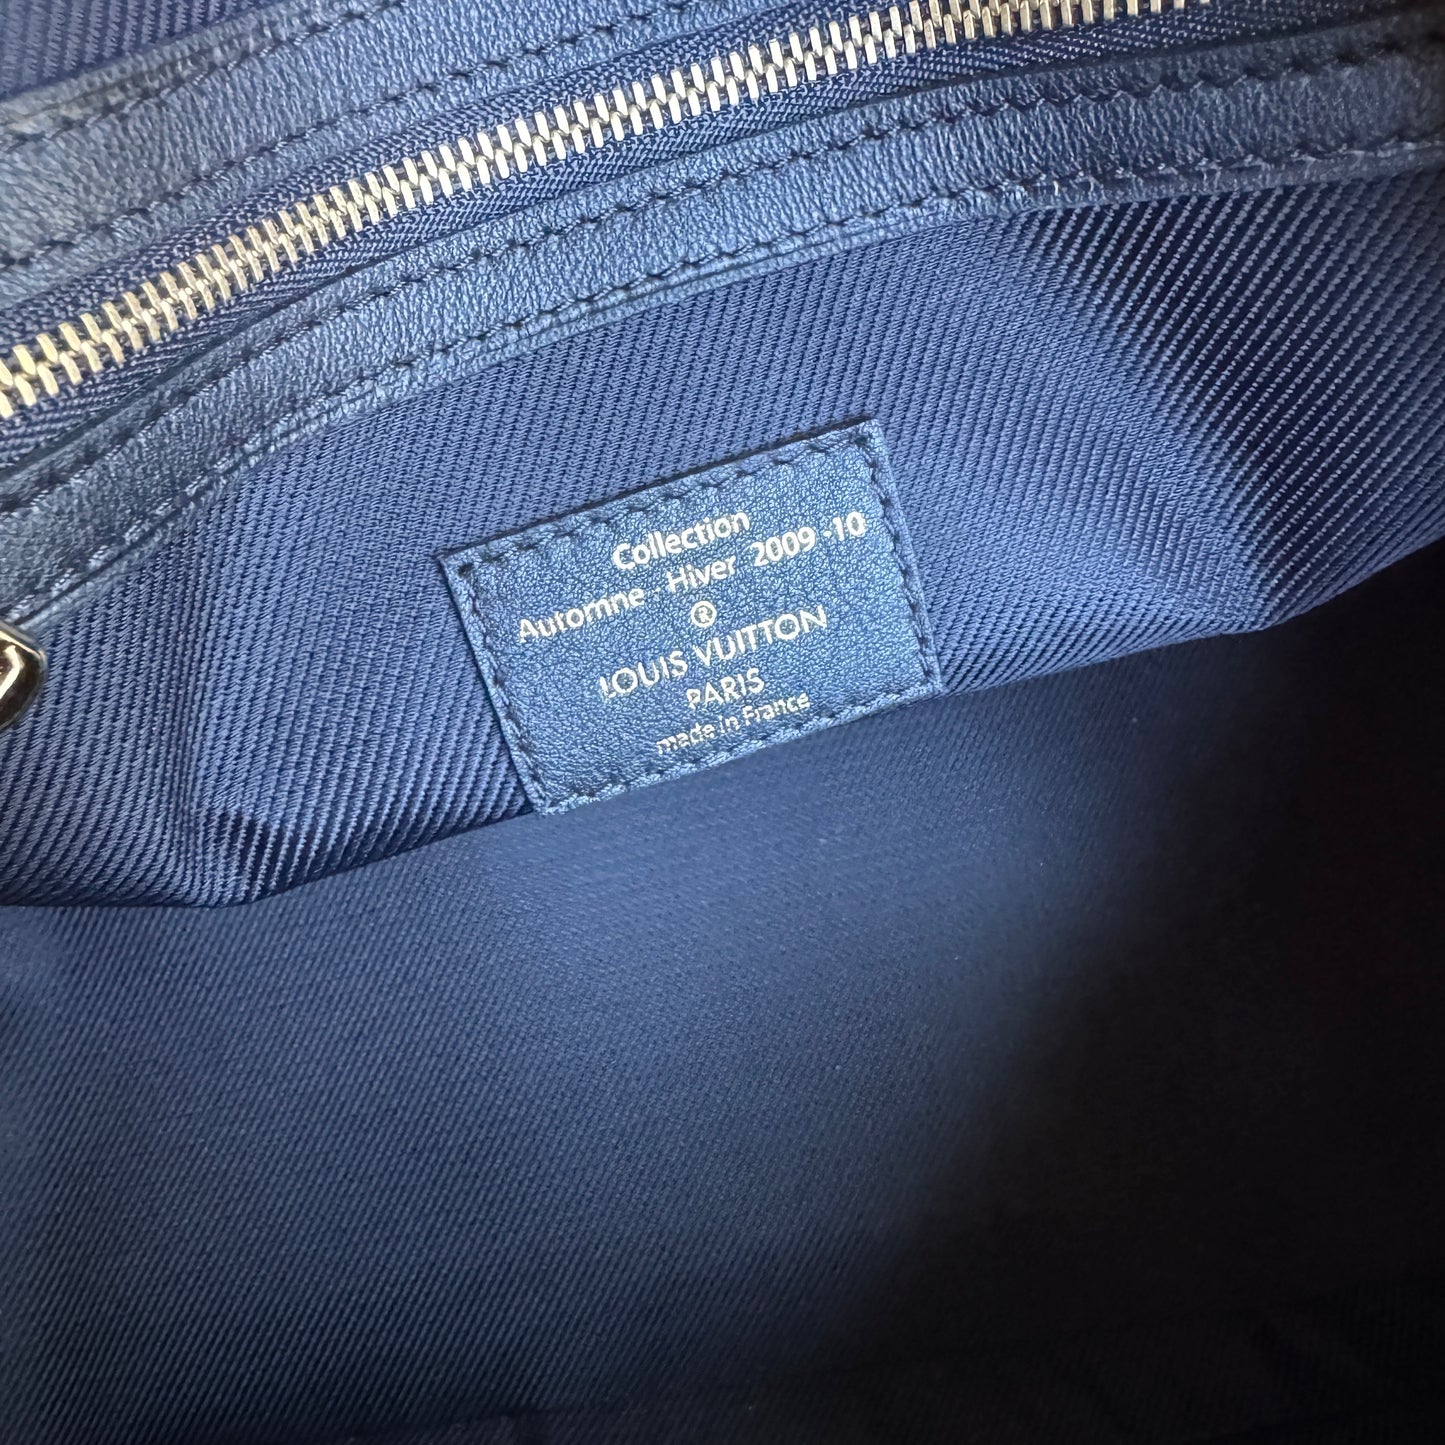 Collection
Automne - Hiver 2009 - 10
®
LOUIS VUITTON
PARIS
made in France